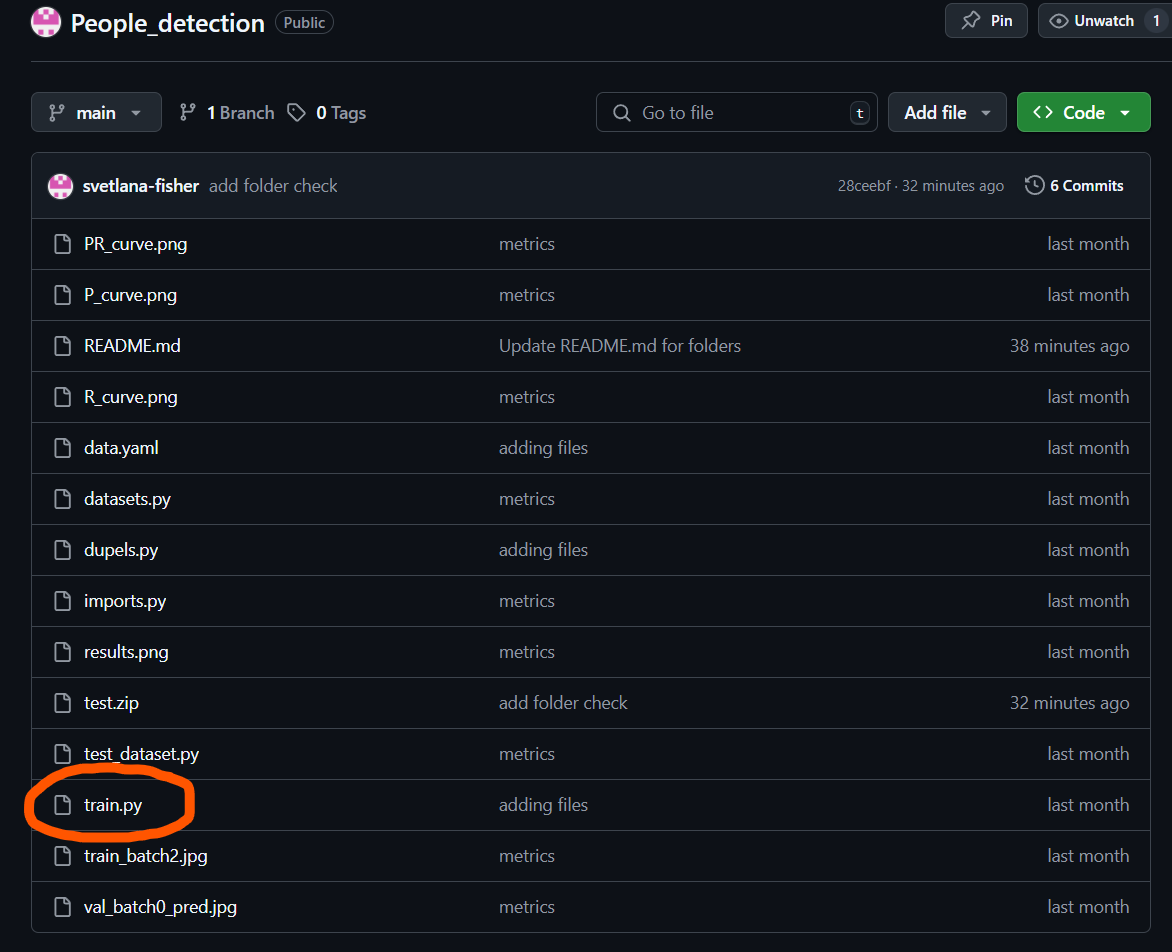 People_detection Public Pin Unwatch 1
main 1 Branch 0 Tags Go to file t Add file Code
svetlana-fisher add folder check 28ceebf · 32 minutes ago 6 Commits
PR_curve.png metrics last month
P_curve.png metrics last month
README.md Update README.md for folders 38 minutes ago
R_curve.png metrics last month
data.yaml adding files last month
datasets.py metrics last month
dupels.py adding files last month
imports.py metrics last month
results.png metrics last month
test.zip add folder check 32 minutes ago
test_dataset.py metrics last month
train.py adding files last month
train_batch2.jpg metrics last month
val_batch0_pred.jpg metrics last month